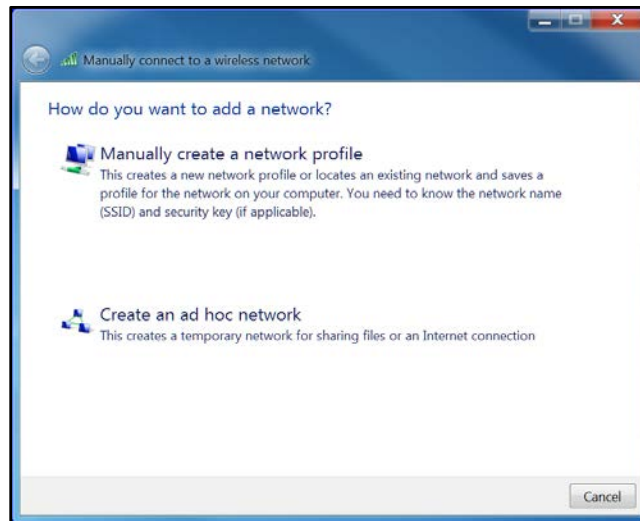 Manually connect to a wireless network
How do you want to add a network?
Manually create a network profile
This creates a new network profile or locates an existing network and saves a
profile for the network on your computer. You need to know the network name
(SSID) and security key (if applicable).
Create an ad hoc network
This creates a temporary network for sharing files or an Internet connection
Cancel